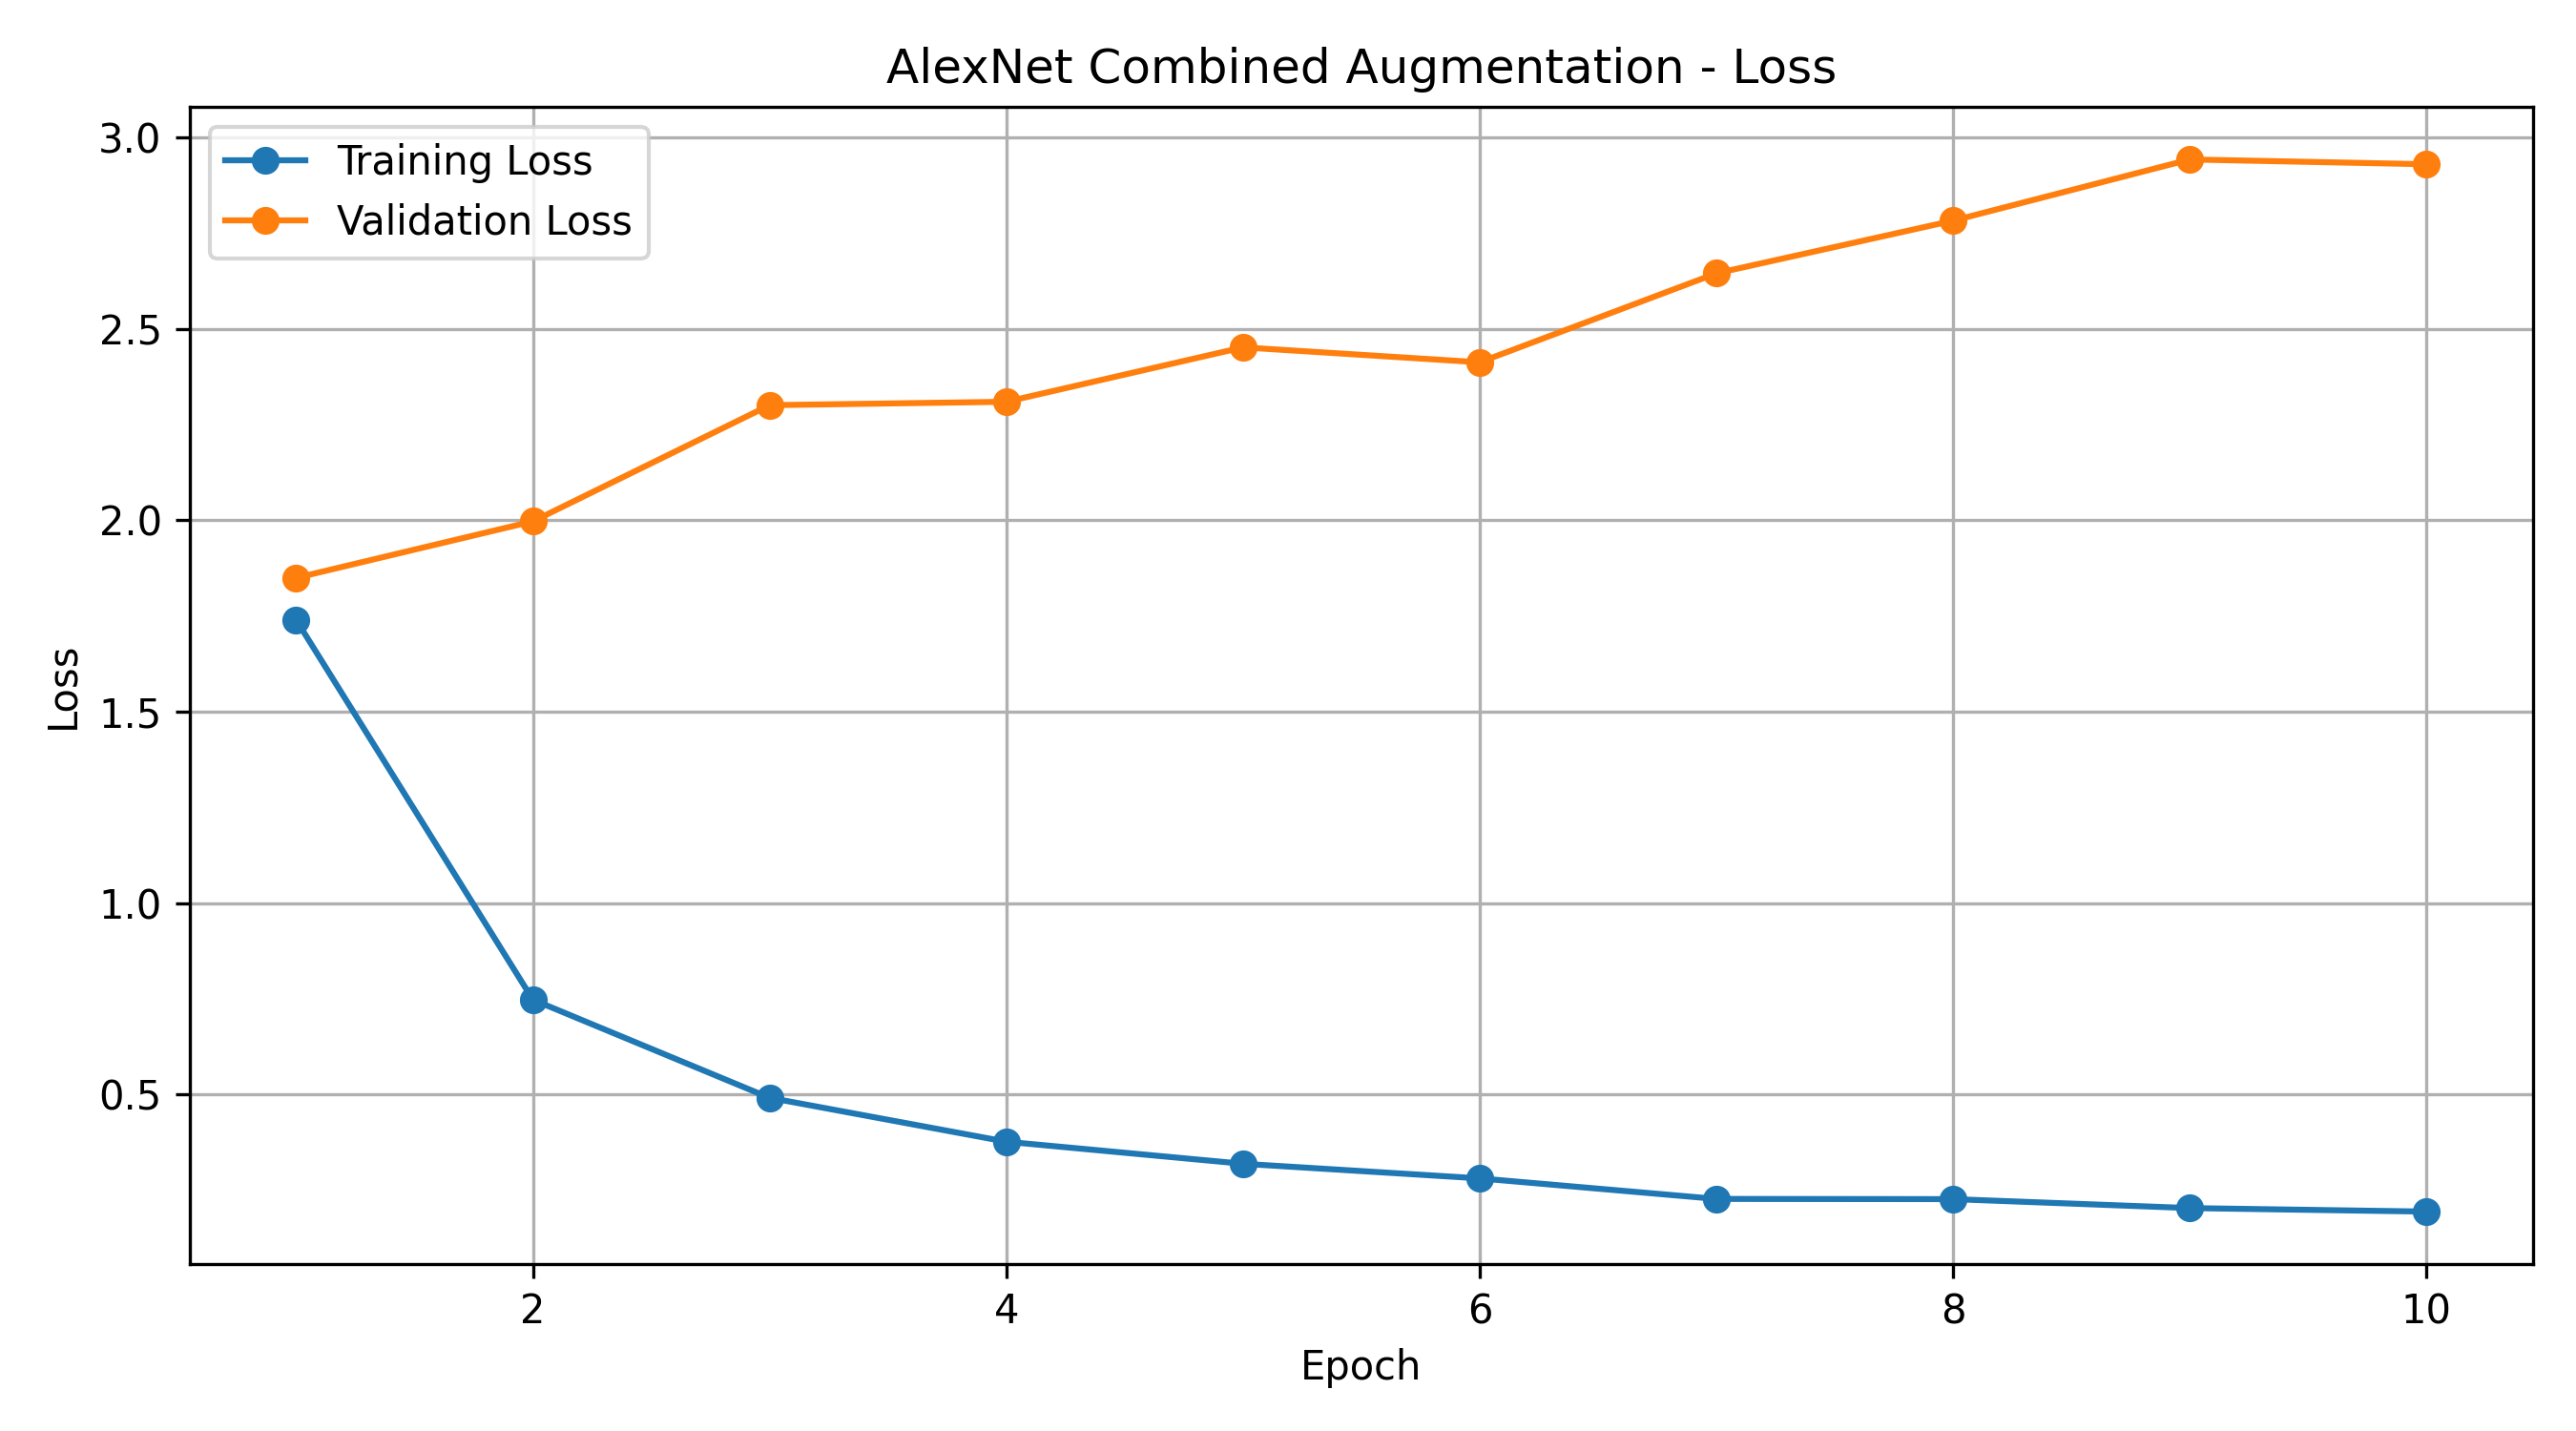 AlexNet Combined Augmentation - Loss
Training Loss
Validation Loss
3.0
2.5
2.0
1.5
1.0
0.5
Loss
2 4 6 8 10
Epoch